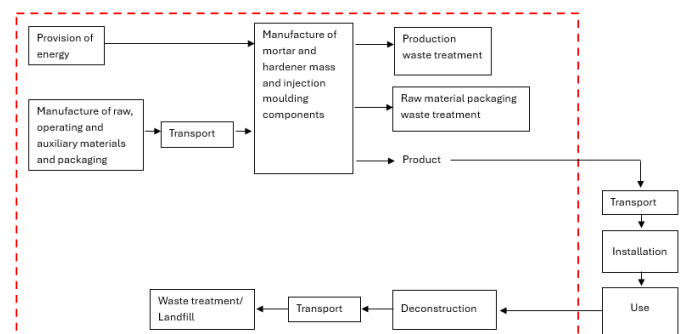 Provision of
energy
Manufacture of
mortar and
hardener mass
and injection
moulding
components
Production
waste treatment
Manufacture of raw,
operating and
auxiliary materials
and packaging
Transport
Raw material packaging
waste treatment
Product
Transport
Installation
Use
Deconstruction
Transport
Waste treatment/
Landfill